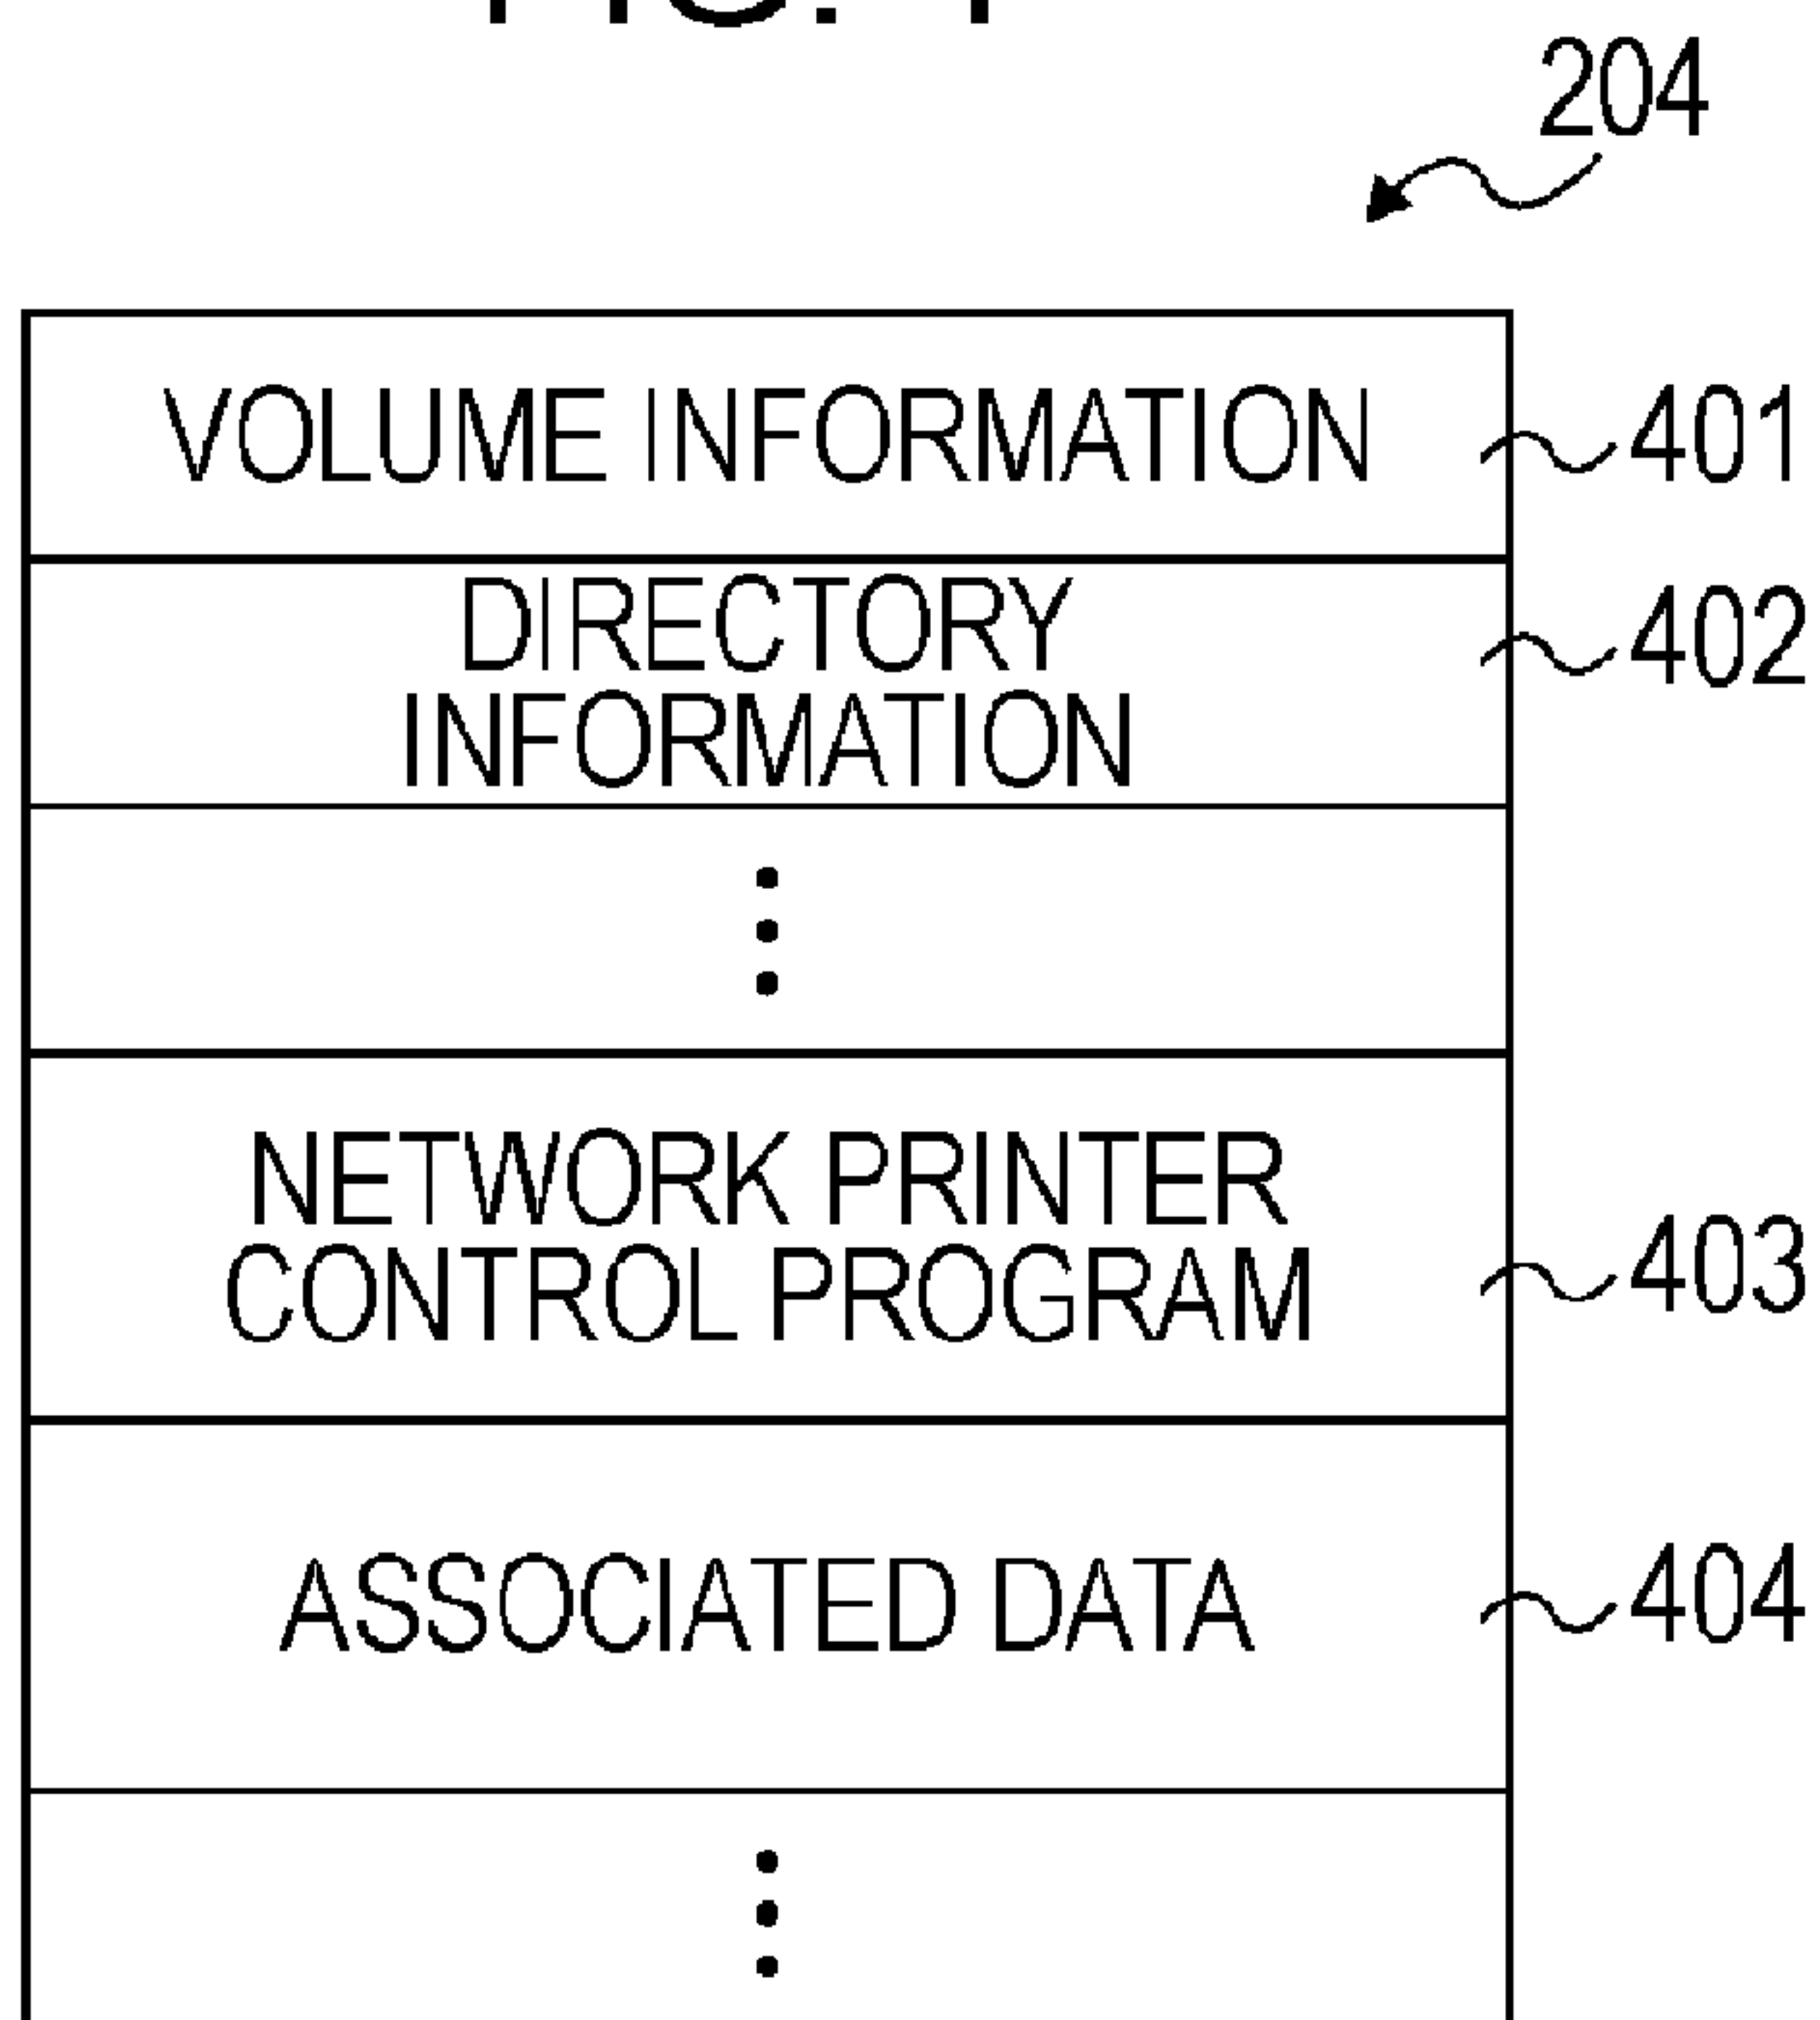 204
VOLUME INFORMATION 401
DIRECTORY 402
INFORMATION
NETWORK PRINTER
CONTROL PROGRAM 403
ASSOCIATED DATA 404